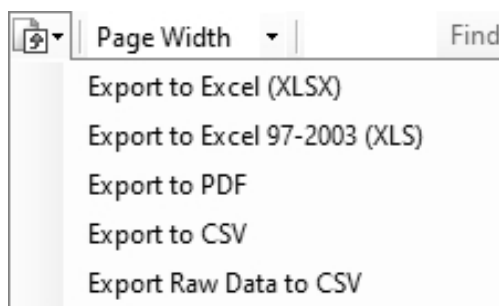 Page Width Find
Export to Excel (XLSX)
Export to Excel 97-2003 (XLS)
Export to PDF
Export to CSV
Export Raw Data to CSV